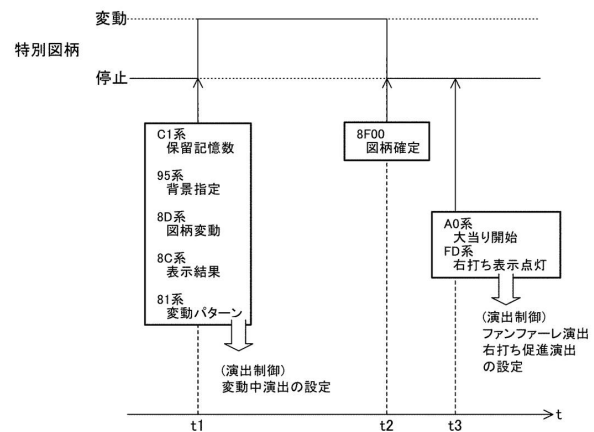 変動
特別図柄
停止
C1系
保留記憶数
95系
背景指定
8D系
図柄変動
8C系
表示結果
81系
変動パターン
(演出制御)
変動中演出の設定
8F00
図柄確定
A0系
大当り開始
FD系
右打ち表示点灯
(演出制御)
ファンファーレ演出
右打ち促進演出
の設定
t1
t2
t3
t